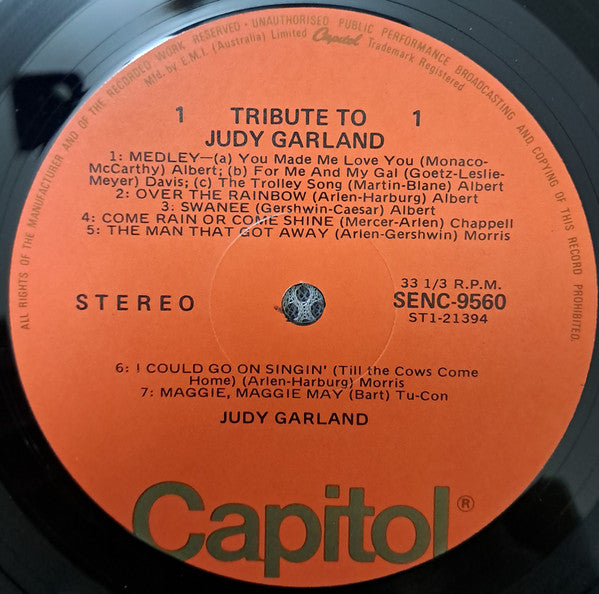 ALL RIGHTS OF THE MANUFACTURER AND OF THE RECORDED WORK RESERVED • UNAUTHORISED PUBLIC PERFORMANCE BROADCASTING AND COPYING OF THIS RECORD PROHIBITED.
Mfd. by E.M.I. (Australia) Limited Capitol Trademark Registered
1 TRIBUTE TO 1
JUDY GARLAND
1: MEDLEY—(a) You Made Me Love You (Monaco-
McCarthy) Albert; (b) For Me And My Gal (Goetz-Leslie-
Meyer) Davis; (c) The Trolley Song (Martin-Blane) Albert
2: OVER THE RAINBOW (Arlen-Harburg) Albert
3: SWANEE (Gershwin-Caesar) Albert
4: COME RAIN OR COME SHINE (Mercer-Arlen) Chappell
5: THE MAN THAT GOT AWAY (Arlen-Gershwin) Morris
33 1/3 R.P.M.
STEREO SENC-9560
ST1-21394
6: I COULD GO ON SINGIN' (Till the Cows Come
Home) (Arlen-Harburg) Morris
7: MAGGIE, MAGGIE MAY (Bart) Tu-Con
JUDY GARLAND
Capitol®